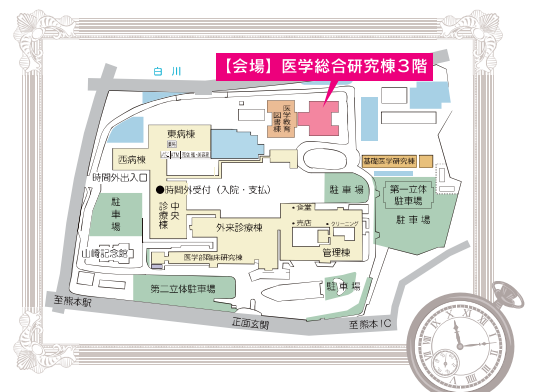 【会場】医学総合研究棟3階
白 川
医学教育
図書棟
東病棟
西病棟
基礎医学研究棟
時間外出入口
●時間外受付（入院・支払）
駐車場
第一立体
駐車場
駐車場
駐車場
中央
診療棟
●食堂
●売店
●クリーニング
外来診療棟
山崎記念館
管理棟
医学部臨床研究棟
第二立体駐車場
駐車場
至熊本駅
正面玄関
至熊本IC
XII